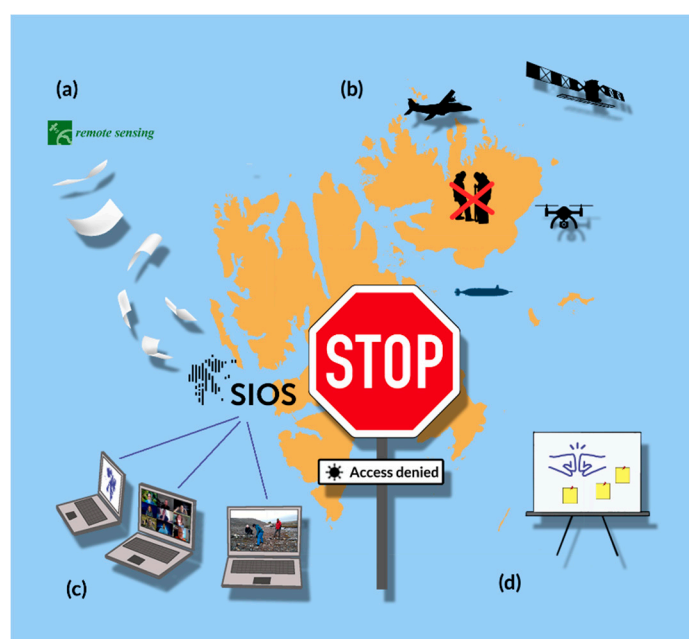 (a)
(b)
remote sensing
STOP
SIOS
Access denied
(c)
(d)